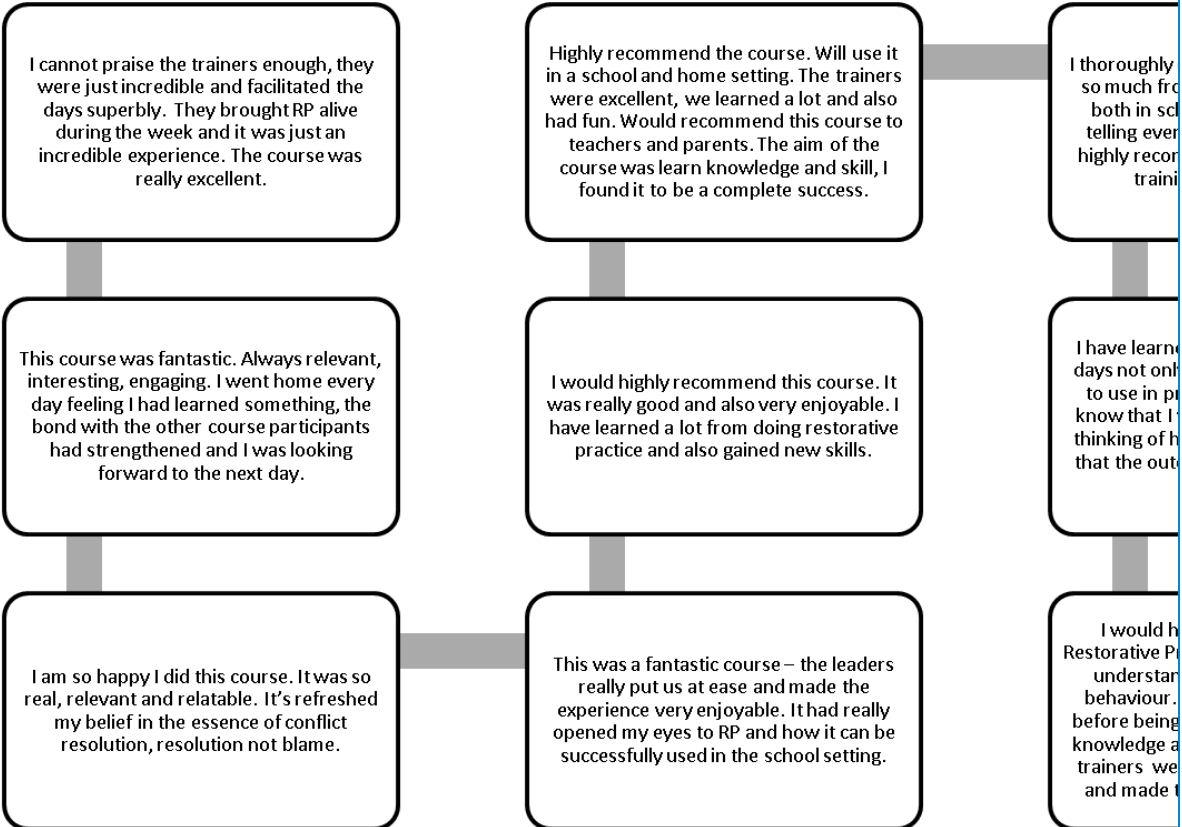 I cannot praise the trainers enough, they
were just incredible and facilitated the
days superbly. They brought RP alive
during the week and it was just an
incredible experience. The course was
really excellent.
This course was fantastic. Always relevant,
interesting, engaging. I went home every
day feeling I had learned something, the
bond with the other course participants
had strengthened and I was looking
forward to the next day.
I am so happy I did this course. It was so
real, relevant and relatable. It’s refreshed
my belief in the essence of conflict
resolution, resolution not blame.
This was a fantastic course – the leaders
really put us at ease and made the
experience very enjoyable. It had really
opened my eyes to RP and how it can be
successfully used in the school setting.
I would highly recommend this course. It
was really good and also very enjoyable. I
have learned a lot from doing restorative
practice and also gained new skills.
Highly recommend the course. Will use it
in a school and home setting. The trainers
were excellent, we learned a lot and also
had fun. Would recommend this course to
teachers and parents. The aim of the
course was learn knowledge and skill, I
found it to be a complete success.
I thoroughly
so much
both in
telling
highly
I have
days not
to use in
know that I
thinking of
that the
I would
Restorative
behaviour.
before being
knowledge
trainers
and made